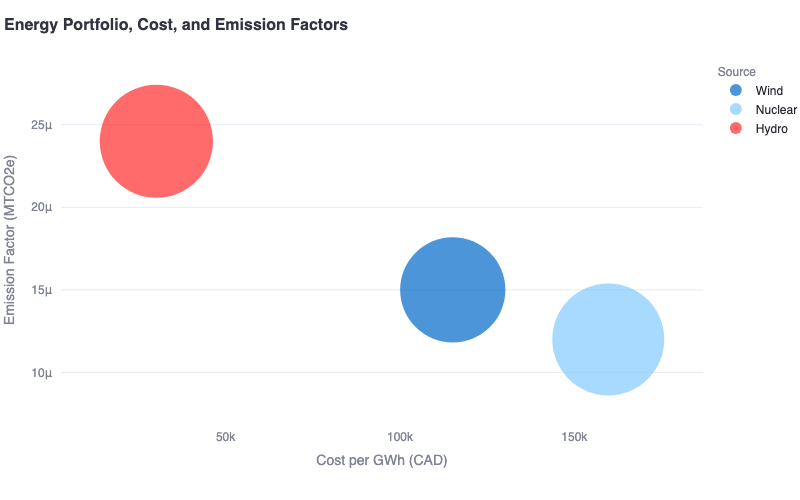 Energy Portfolio, Cost, and Emission Factors
Source
Wind
Nuclear
Hydro
25μ
20μ
15μ
10μ
Emission Factor (MTCO2e)
50k
100k
150k
Cost per GWh (CAD)